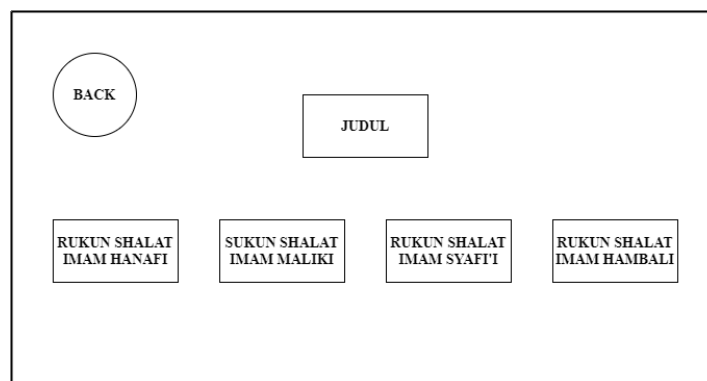 BACK
JUDUL
RUKUN SHALAT
IMAM HANAFI
SUKUN SHALAT
IMAM MALIKI
RUKUN SHALAT
IMAM SYAFI'I
RUKUN SHALAT
IMAM HAMBALI